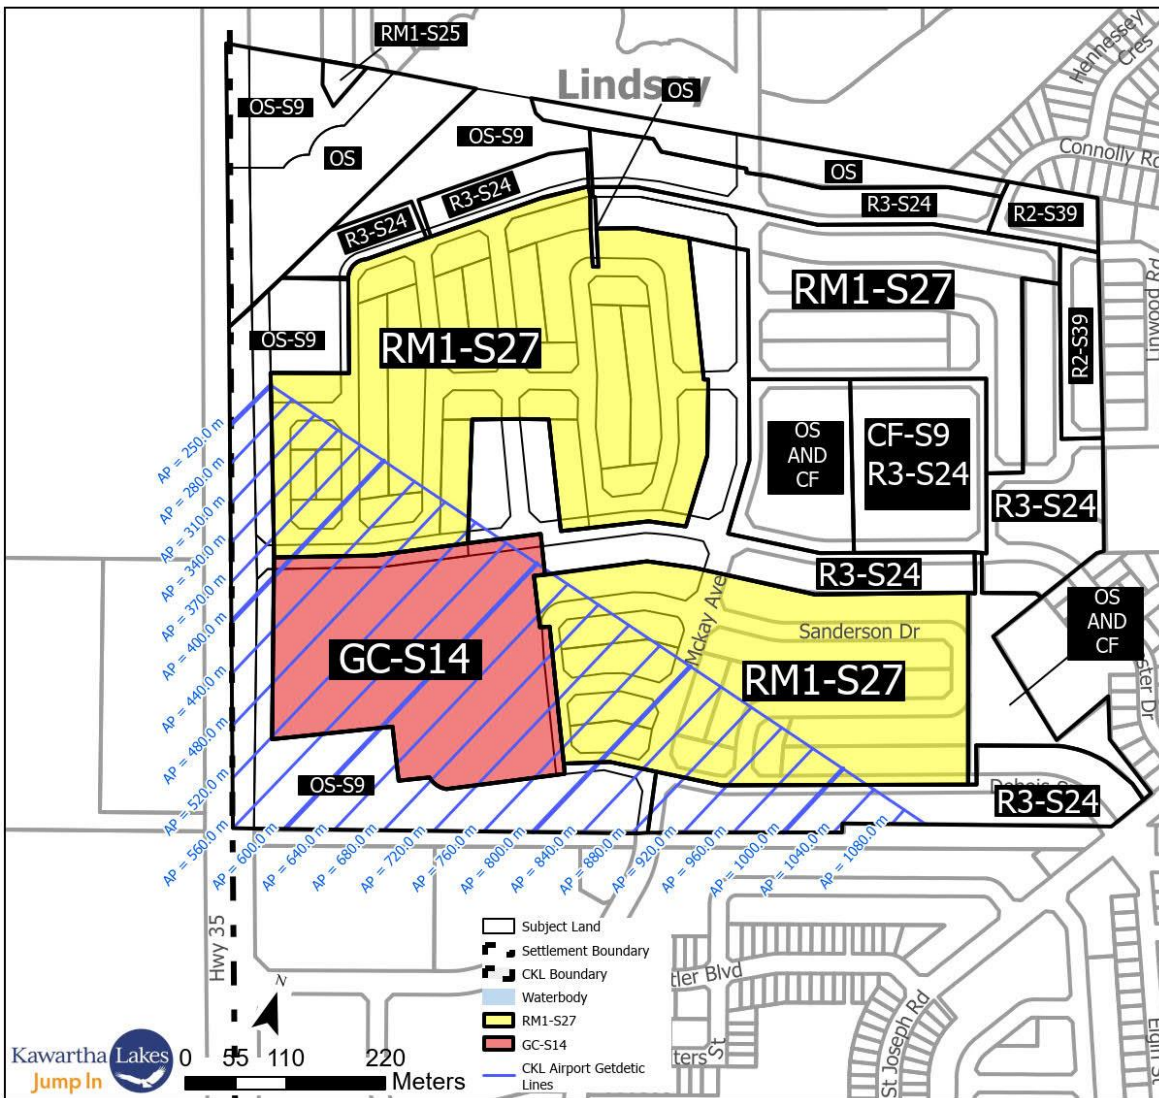 RM1-S25
Lindsay
OS
Hennessey
Cres
OS-S9
OS-S9
OS
OS
Connolly Rd
R3-S24
R3-S24
R3-S24
R2-S39
RM1-S27
OS-S9
RM1-S27
R2-S39
OS
AND
CF
CF-S9
R3-S24
R3-S24
R3-S24
OS
AND
CF
Mckay Ave
Sanderson Dr
GC-S14
RM1-S27
OS-S9
R3-S24
AP = 250.0 m
AP = 280.0 m
AP = 310.0 m
AP = 340.0 m
AP = 370.0 m
AP = 400.0 m
AP = 440.0 m
AP = 480.0 m
AP = 520.0 m
AP = 560.0 m
AP = 600.0 m
AP = 640.0 m
AP = 680.0 m
AP = 720.0 m
AP = 760.0 m
AP = 800.0 m
AP = 840.0 m
AP = 880.0 m
AP = 920.0 m
AP = 960.0 m
AP = 1000.0 m
AP = 1040.0 m
AP = 1080.0 m
Hwy 35
N
Subject Land
Settlement Boundary
CKL Boundary
Waterbody
RM1-S27
GC-S14
CKL Airport Getdetic
Lines
tler Blvd
ters St
St Joseph Rd
Elgin St
ster Dr
Kawartha Lakes
Jump In
0 55 110 220
Meters